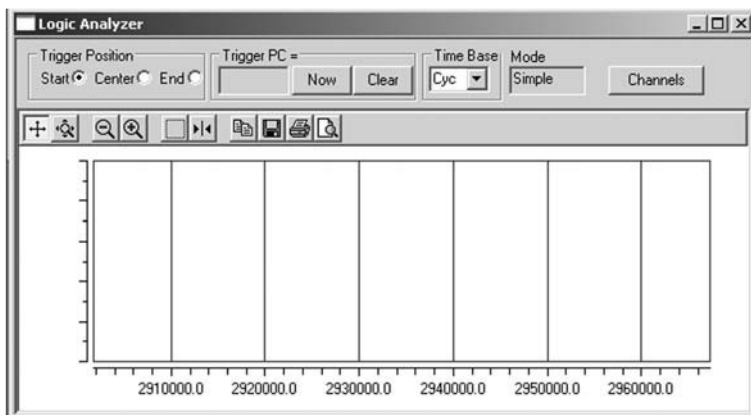 Logic Analyzer
Trigger Position
Start Center End
Trigger PC =
Now Clear
Time Base
Cyc
Mode
Simple
Channels
2910000.0 2920000.0 2930000.0 2940000.0 2950000.0 2960000.0